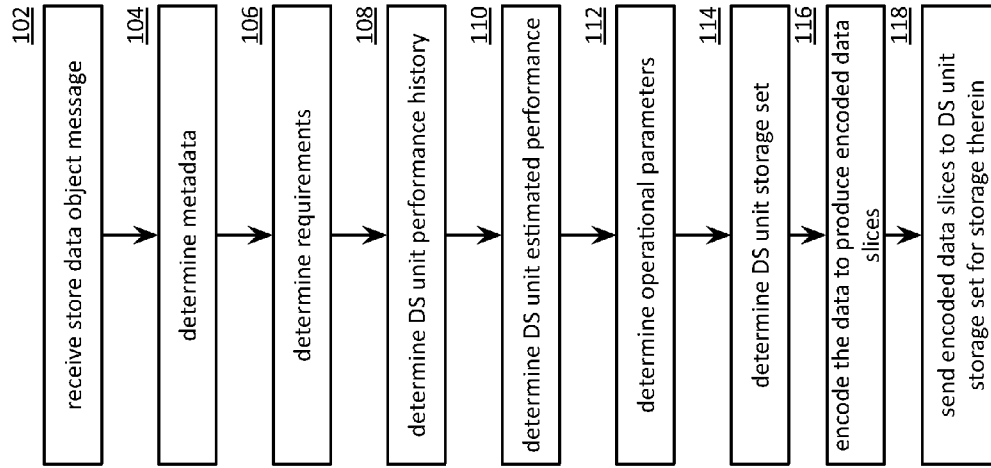 102
receive store data object message
104
determine metadata
106
determine requirements
108
determine DS unit performance history
110
determine DS unit estimated performance
112
determine operational parameters
114
determine DS unit storage set
116
encode the data to produce encoded data
slices
118
send encoded data slices to DS unit
storage set for storage therein